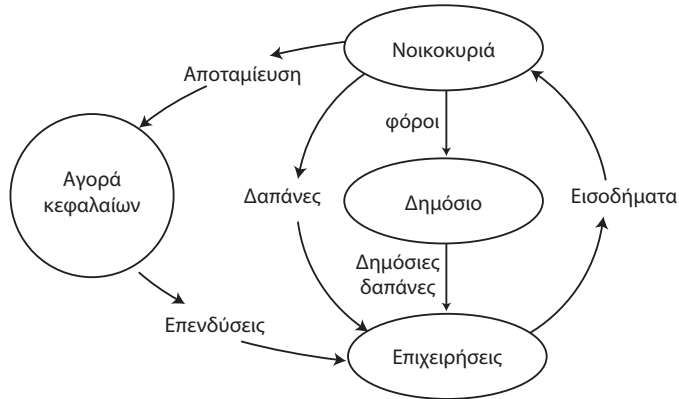 Νοικοκυριά
Αποταμίευση
φόροι
Αγορά
κεφαλαίων
Δαπάνες
Δημόσιο
Εισοδήματα
Δημόσιες
δαπάνες
Επενδύσεις
Επιχειρήσεις